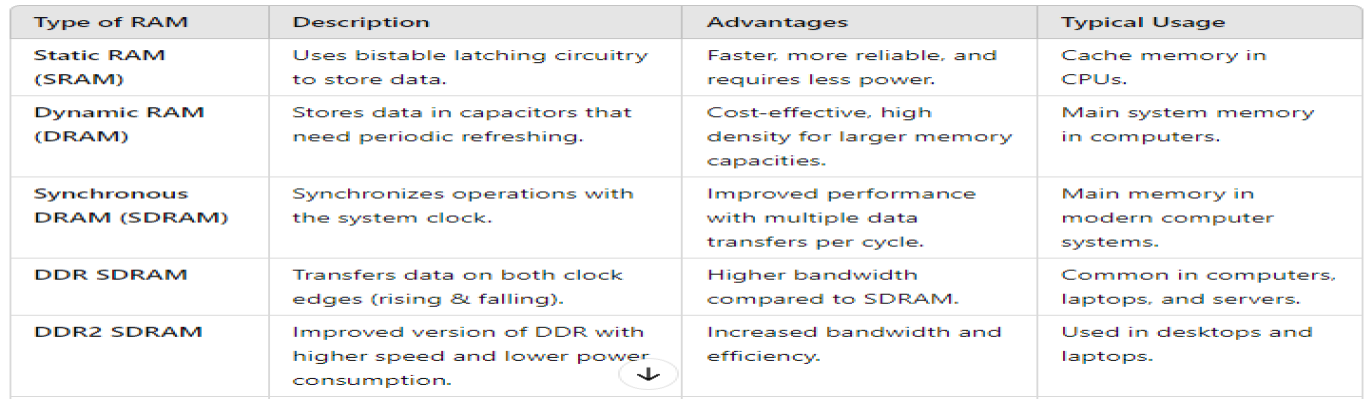 Type of RAM Description Advantages Typical Usage
Static RAM Uses bistable latching circuitry Faster, more reliable, and Cache memory in
(SRAM) to store data. requires less power. CPUs.
Dynamic RAM Stores data in capacitors that Cost-effective, high Main system memory
(DRAM) need periodic refreshing. density for larger memory in computers.
capacities.
Synchronous Synchronizes operations with Improved performance Main memory in
DRAM (SDRAM) the system clock. with multiple data modern computer
transfers per cycle. systems.
DDR SDRAM Transfers data on both clock Higher bandwidth Common in computers,
edges (rising & falling). compared to SDRAM. laptops, and servers.
DDR2 SDRAM Improved version of DDR with Increased bandwidth and Used in desktops and
higher speed and lower power efficiency. laptops.
consumption.